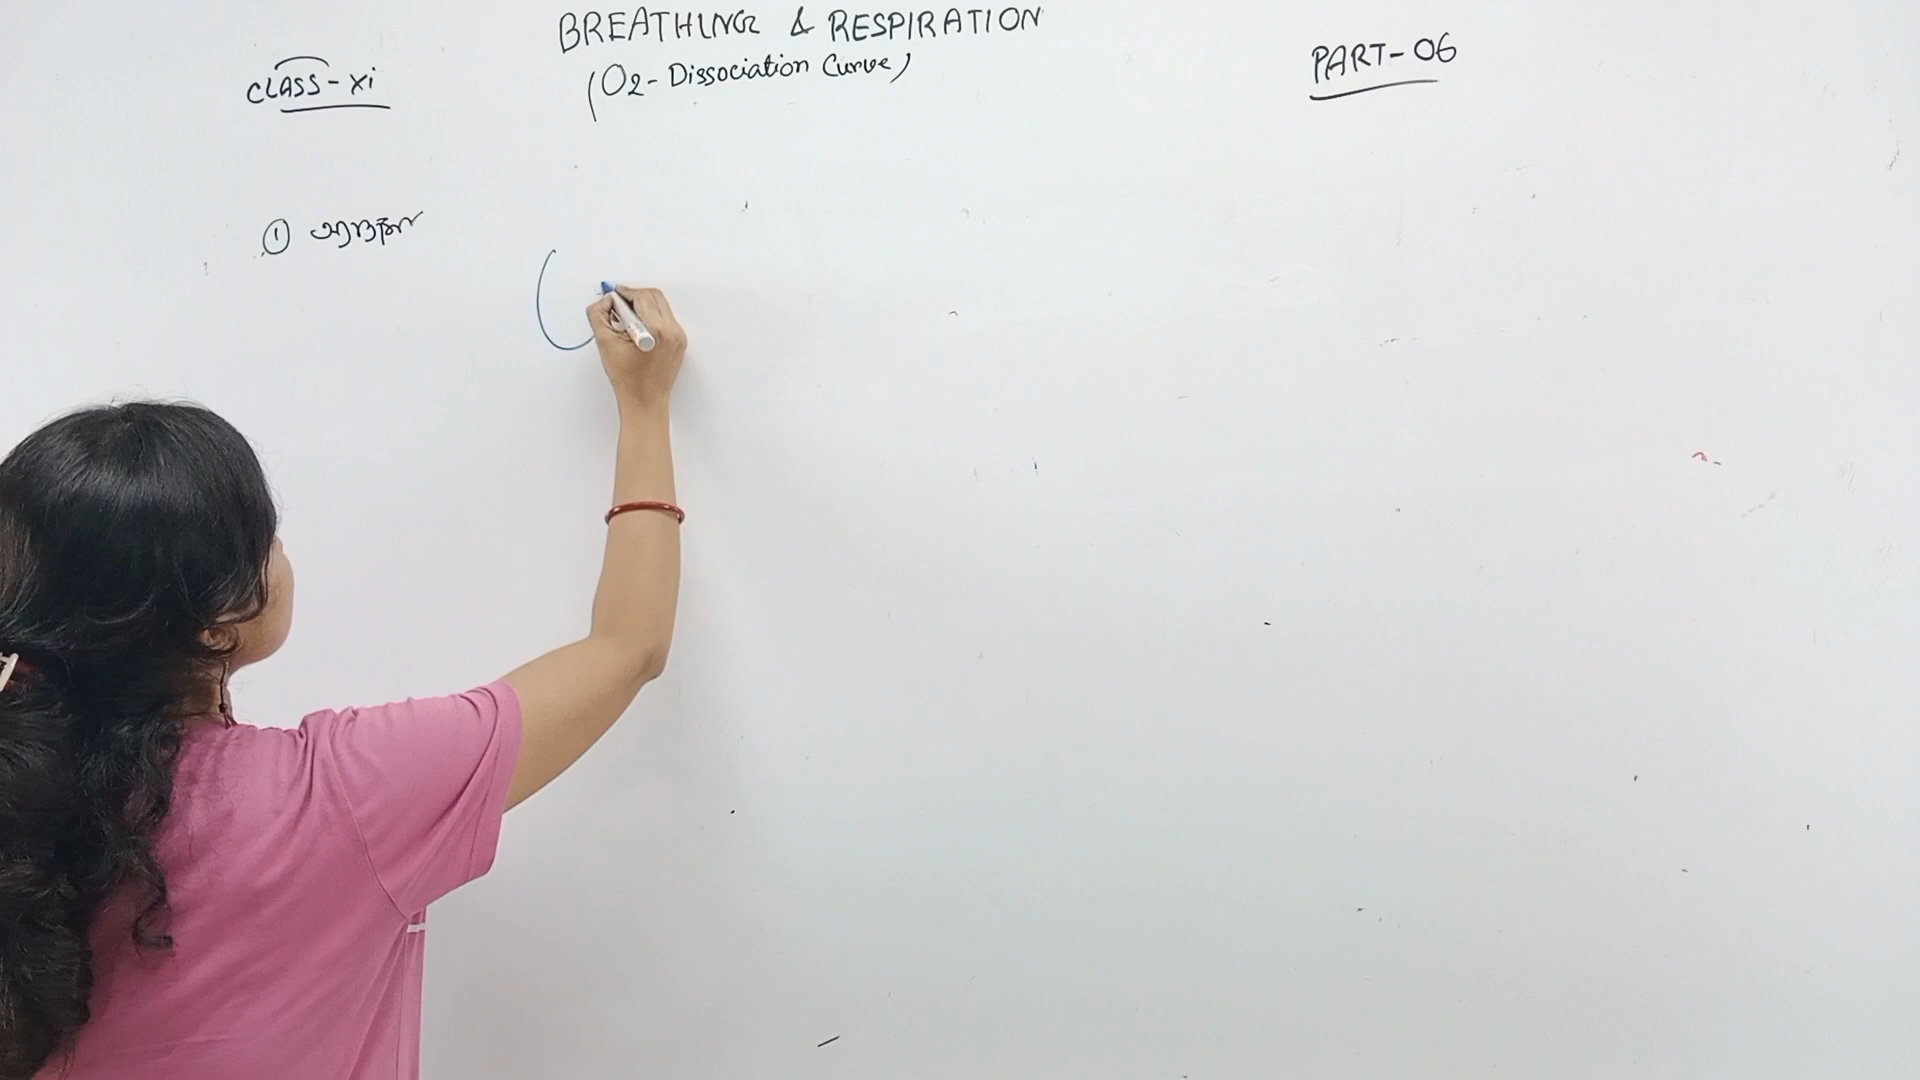 BREATHING & RESPIRATION
(O2 - Dissociation Curve)
CLASS - XI
PART - 06
①